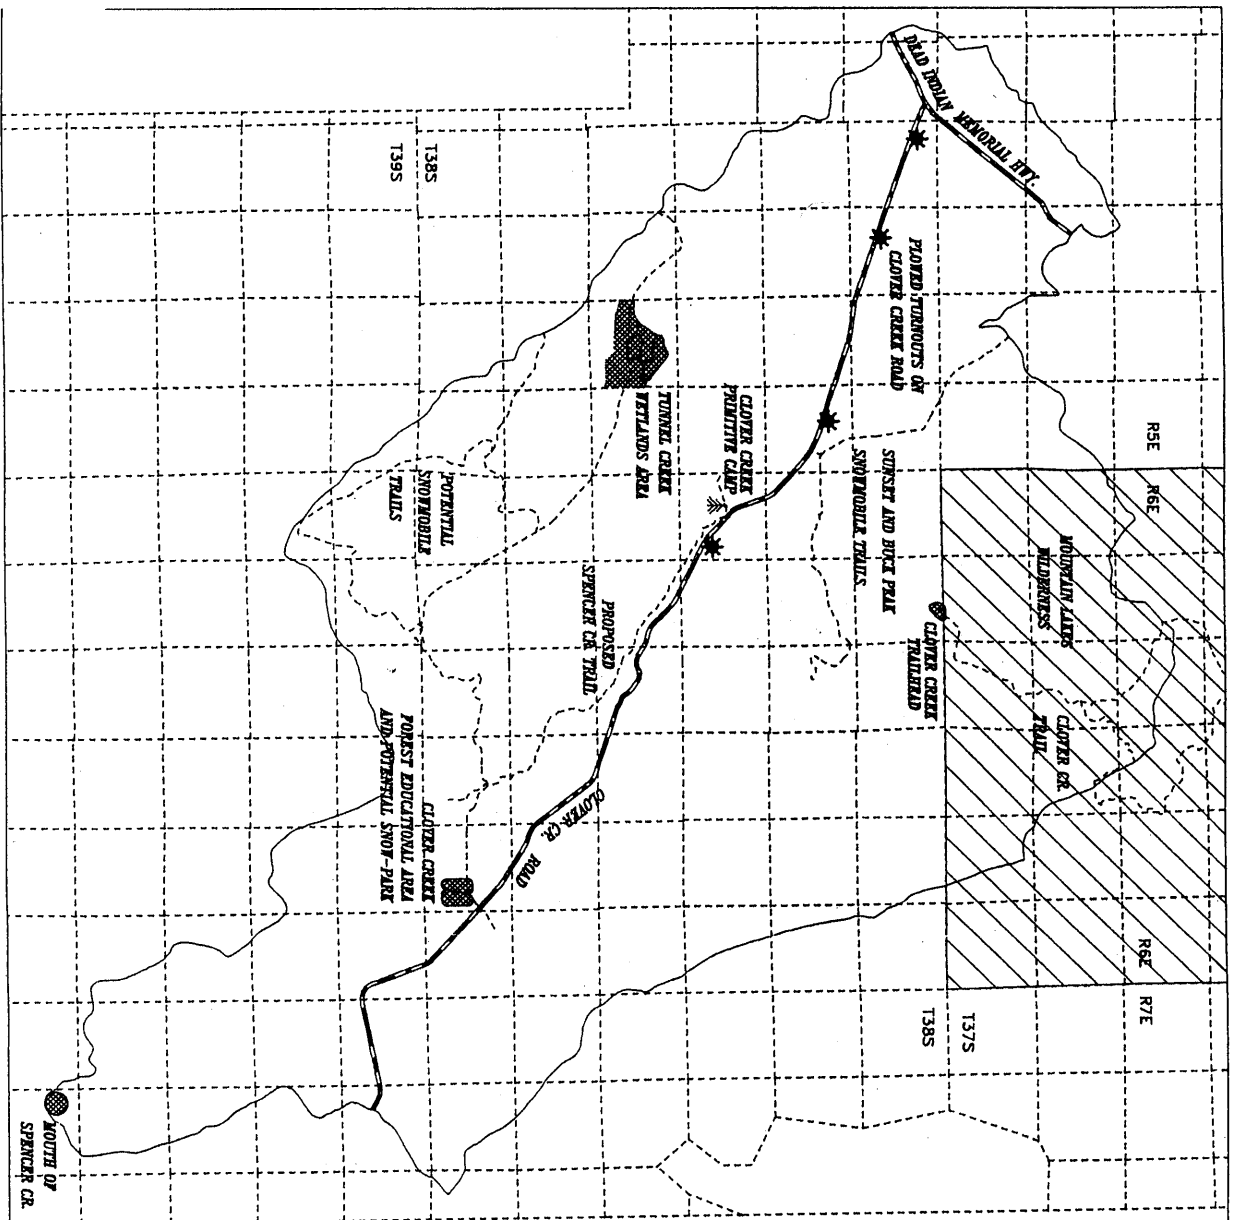 DEAD INDIAN MEMORIAL HWY
PLOWED TURNOUTS ON
CLOVER CREEK ROAD
R5E
R6E
MOUNTAIN LAKES
WILDERNESS
CLOVER CR.
TRAIL
R6E
R7E
T37S
T38S
CLOVER CREEK
TRAILHEAD
SUNSET AND BUCK PEAK
SNOWMOBILE TRAILS
CLOVER CREEK
PRIMITIVE CAMP
TUNNEL CREEK
WETLANDS AREA
PROPOSED
SPENCER CR. TRAIL
T38S
T39S
POTENTIAL
SNOWMOBILE
TRAILS
CLOVER CR. ROAD
CLOVER CREEK
FOREST EDUCATIONAL AREA
AND POTENTIAL SNOW-PARK
MOUTH OF
SPENCER CR.